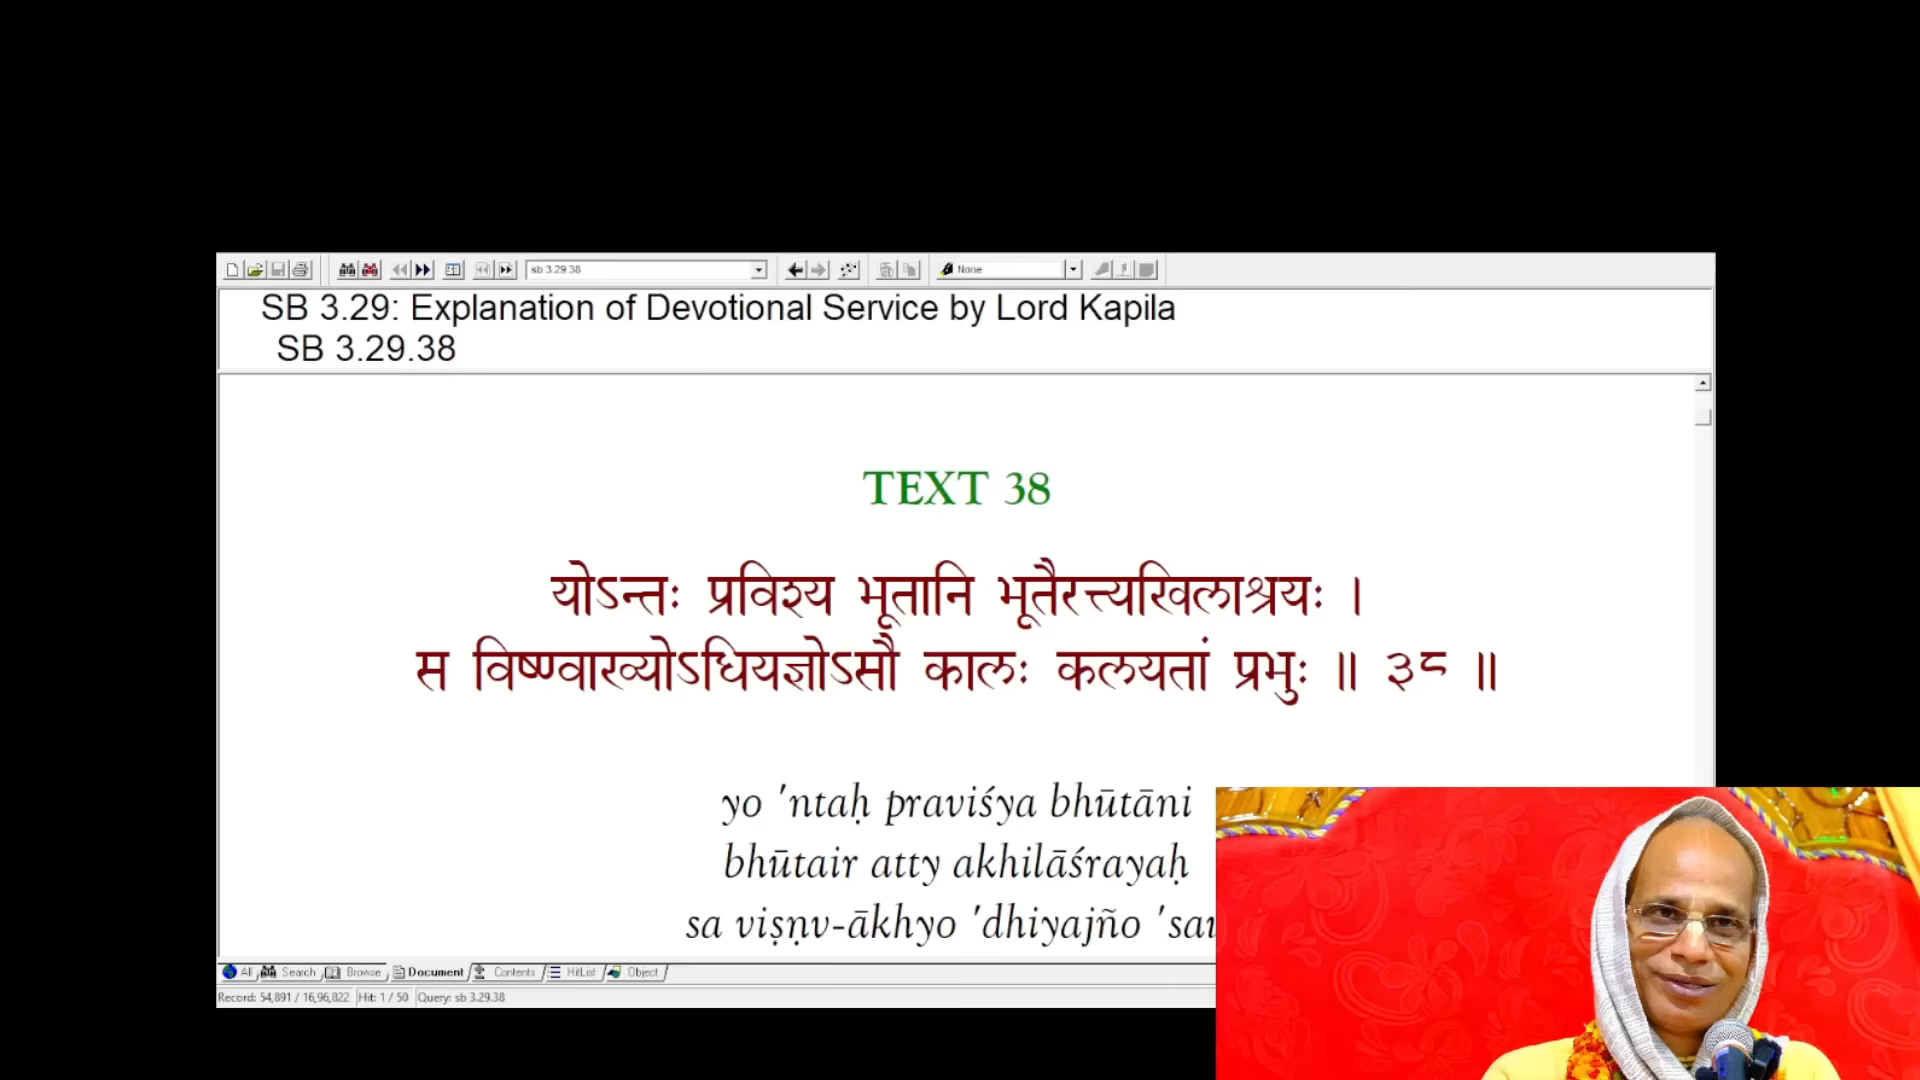 sb 3.29.38
None
SB 3.29: Explanation of Devotional Service by Lord Kapila
SB 3.29.38
TEXT 38
योऽन्तः प्रविश्य भूतानि भूतैरत्त्यखिलाश्रयः ।
स विष्ण्वाख्योऽधियज्ञोऽसौ कालः कलयतां प्रभुः ॥ ३८ ॥
yo 'ntaḥ praviśya bhūtāni
bhūtair atty akhilāśrayaḥ
sa viṣṇv-ākhyo 'dhiyajño
All Search Browse Document Contents HitList Object
Record: 54,891 / 16,96,822 Hit: 1 / 50 Query: sb 3.29.38